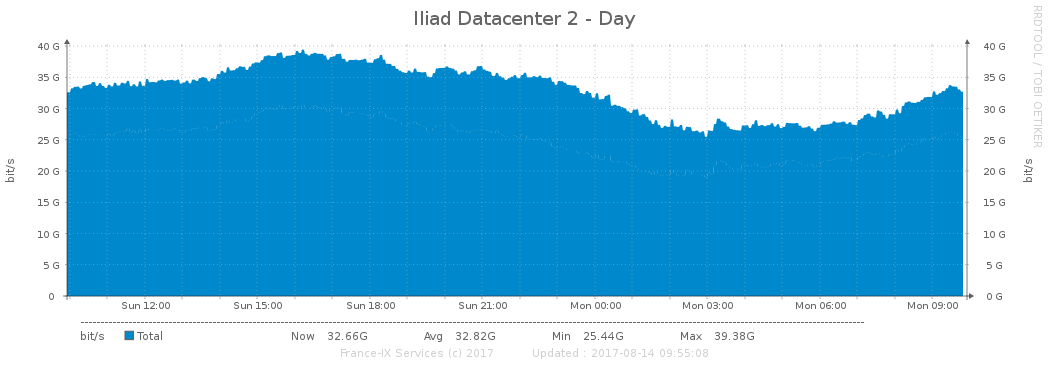 Iliad Datacenter 2 - Day
RRDTOOL / TOBI OETIKER
40 G 40 G
35 G 35 G
30 G 30 G
25 G 25 G
20 G 20 G
15 G 15 G
10 G 10 G
5 G 5 G
0 0 G
bit/s bit/s
Sun 12:00 Sun 15:00 Sun 18:00 Sun 21:00 Mon 00:00 Mon 03:00 Mon 06:00 Mon 09:00
bit/s Total Now 32.66G Avg 32.82G Min 25.44G Max 39.38G
France-IX Services (c) 2017 Updated : 2017-08-14 09:55:08